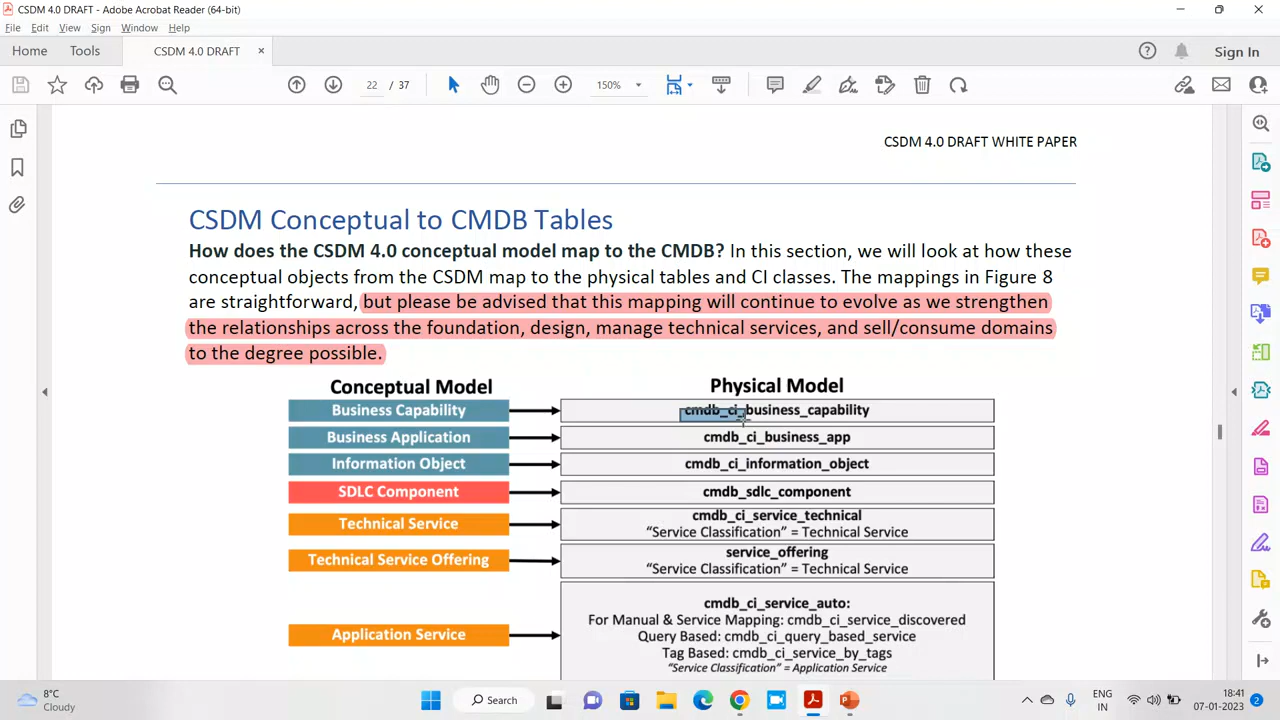 CSDM 4.0 DRAFT - Adobe Acrobat Reader (64-bit)
File Edit View Sign Window Help
Home Tools CSDM 4.0 DRAFT × Sign In
22 / 37 150%
CSDM 4.0 DRAFT WHITE PAPER
CSDM Conceptual to CMDB Tables
How does the CSDM 4.0 conceptual model map to the CMDB? In this section, we will look at how these
conceptual objects from the CSDM map to the physical tables and CI classes. The mappings in Figure 8
are straightforward, but please be advised that this mapping will continue to evolve as we strengthen
the relationships across the foundation, design, manage technical services, and sell/consume domains
to the degree possible.
Conceptual Model Physical Model
Business Capability cmdb_ci_business_capability
Business Application cmdb_ci_business_app
Information Object cmdb_ci_information_object
SDLC Component cmdb_sdlc_component
Technical Service cmdb_ci_service_technical
“Service Classification” = Technical Service
Technical Service Offering service_offering
“Service Classification” = Technical Service
cmdb_ci_service_auto:
For Manual & Service Mapping: cmdb_ci_service_discovered
Application Service Query Based: cmdb_ci_query_based_service
Tag Based: cmdb_ci_service_by_tags
“Service Classification” = Application Service
8°C
Cloudy
Search
ENG
IN
18:41
07-01-2023
2